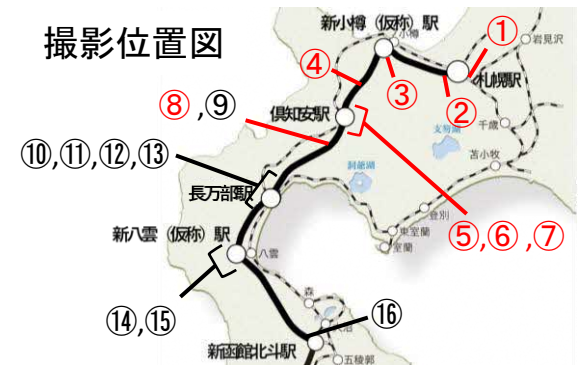 撮影位置図
新小樽（仮称）駅
小樽
①
岩見沢
④
札幌駅
③
②
⑧,⑨
倶知安駅
千歳
支笏湖
苫小牧
⑩,⑪,⑫,⑬
洞爺湖
長万部駅
登別
⑤,⑥,⑦
東室蘭
室蘭
新八雲（仮称）駅
八雲
⑭,⑮
森
⑯
大沼
新函館北斗駅
五稜郭